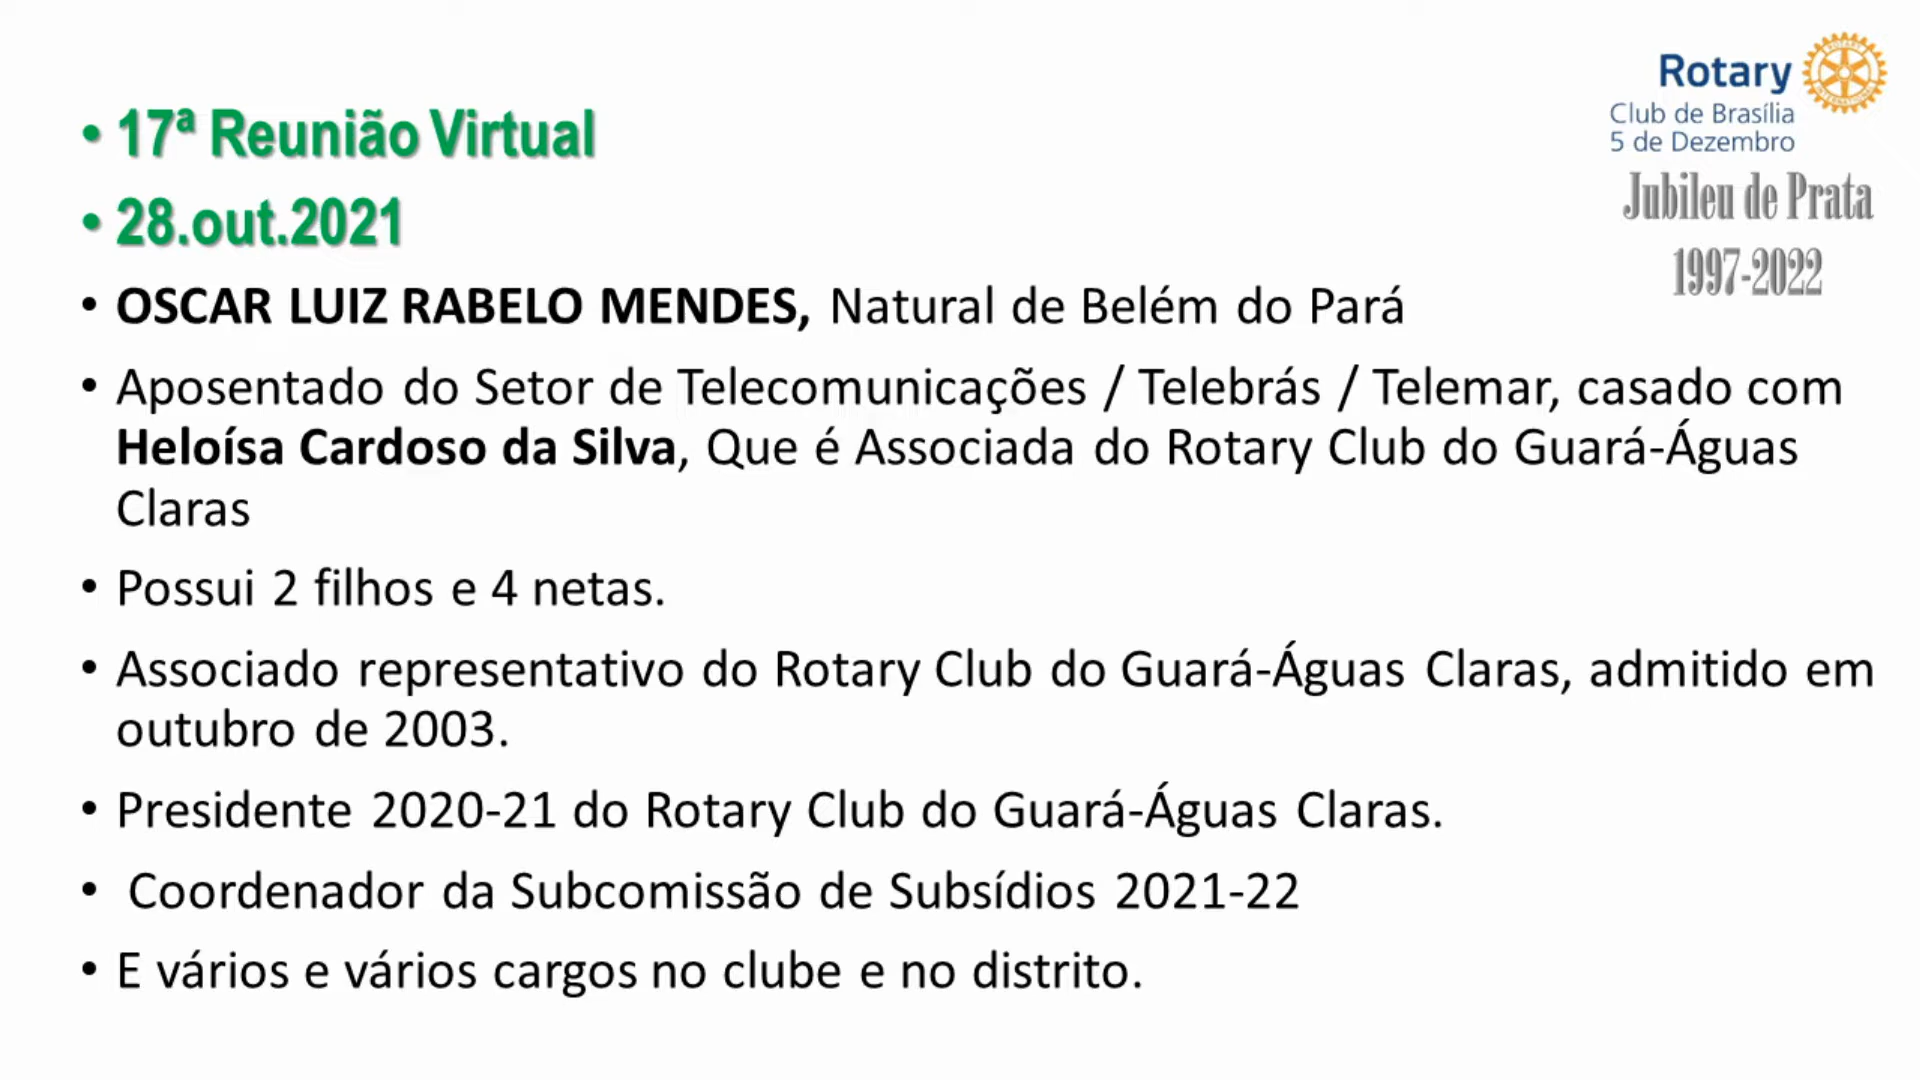 Rotary
Club de Brasília
5 de Dezembro
Jubileu de Prata
1997-2022
• 17ª Reunião Virtual
• 28.out.2021
• OSCAR LUIZ RABELO MENDES, Natural de Belém do Pará
• Aposentado do Setor de Telecomunicações / Telebrás / Telemar, casado com
Heloísa Cardoso da Silva, Que é Associada do Rotary Club do Guará-Águas
Claras
• Possui 2 filhos e 4 netas.
• Associado representativo do Rotary Club do Guará-Águas Claras, admitido em
outubro de 2003.
• Presidente 2020-21 do Rotary Club do Guará-Águas Claras.
• Coordenador da Subcomissão de Subsídios 2021-22
• E vários e vários cargos no clube e no distrito.